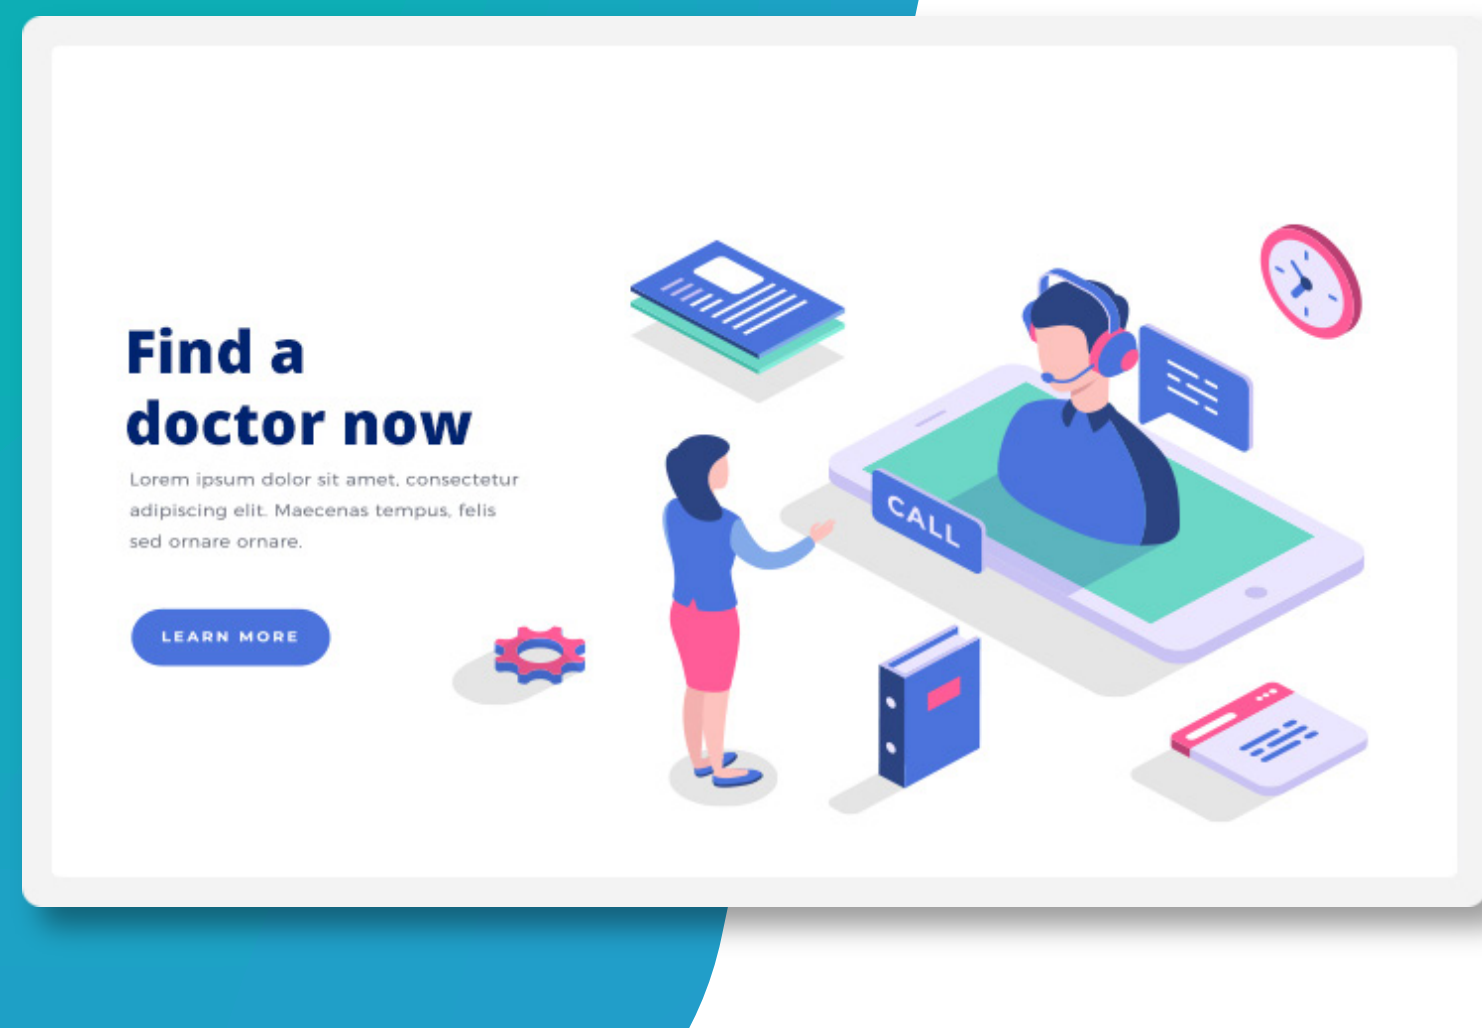 Find a
doctor now
Lorem ipsum dolor sit amet, consectetur
adipiscing elit. Maecenas tempus, felis
sed ornare ornare.
LEARN MORE
CALL